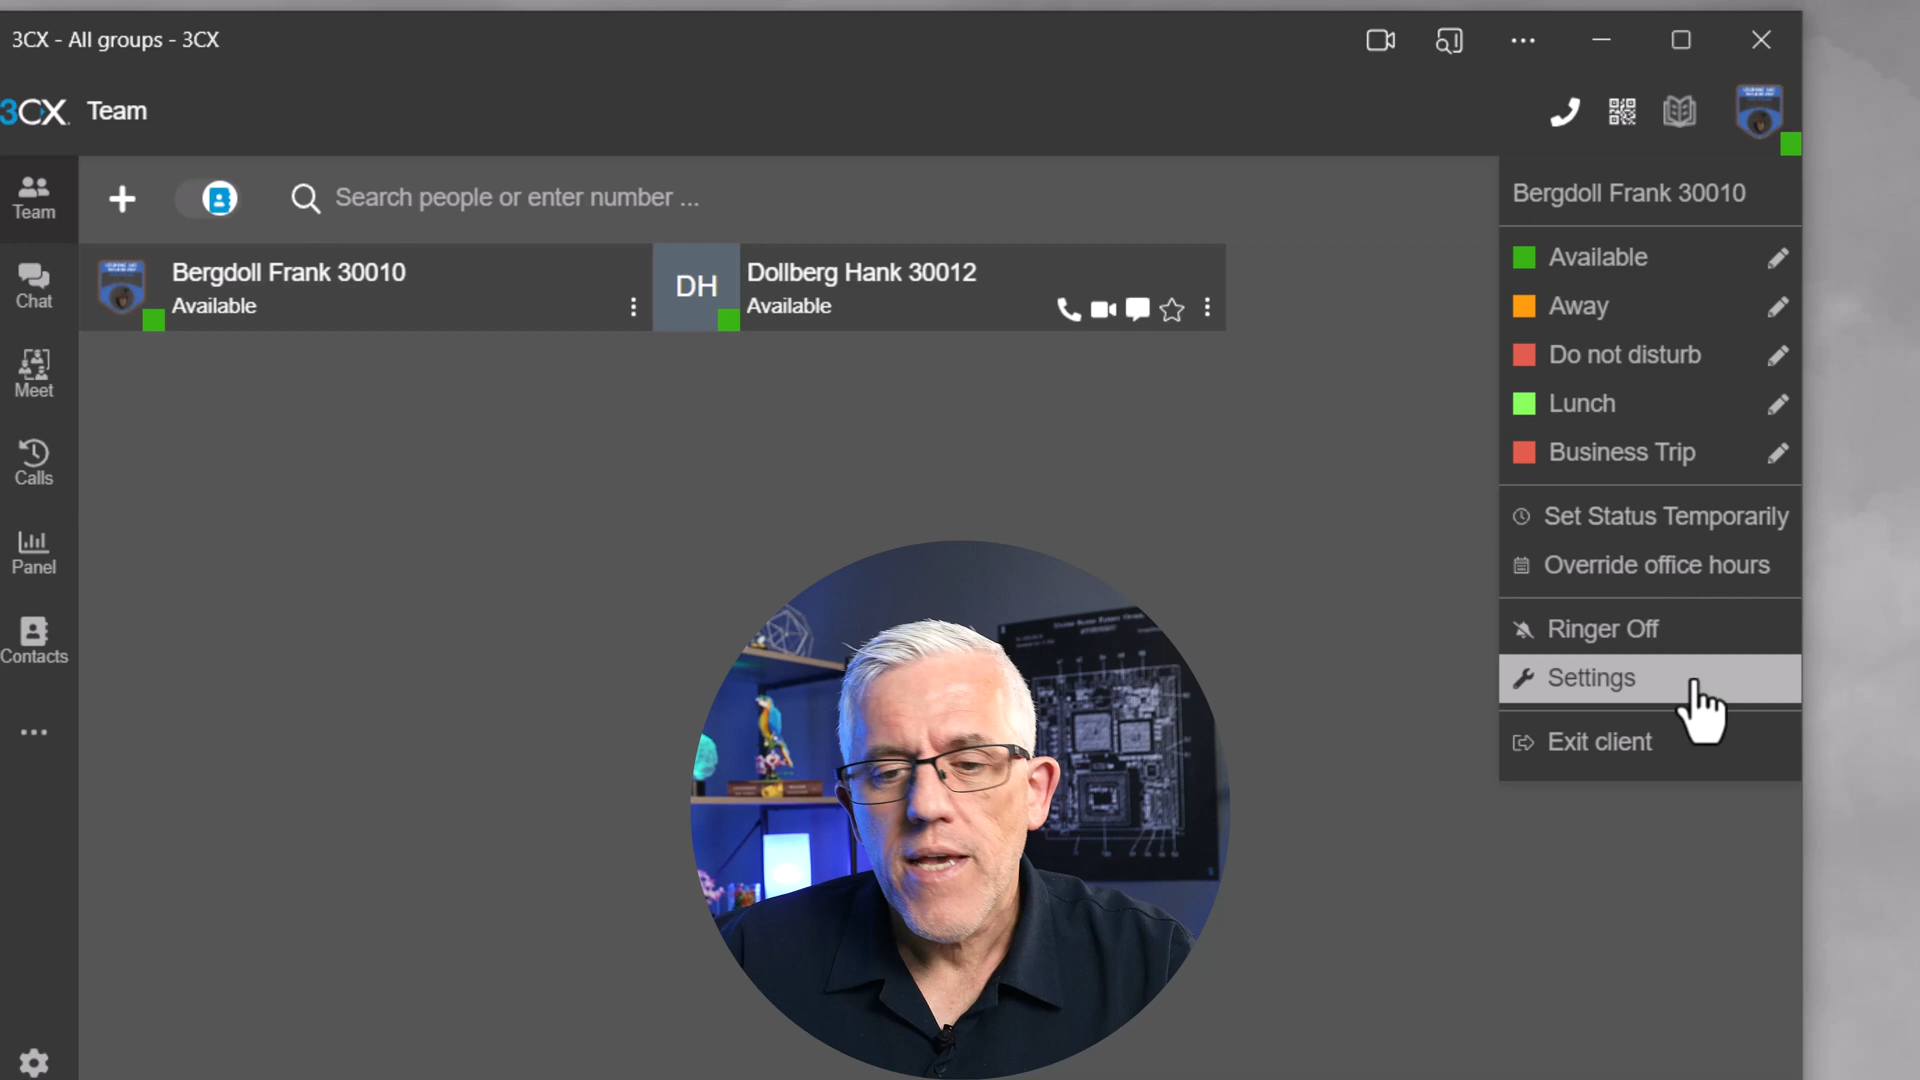 3CX - All groups - 3CX
3CX Team
Team
Search people or enter number ...
Bergdoll Frank 30010
Available
DH
Dollberg Hank 30012
Available
Chat
Meet
Calls
Panel
Contacts
Bergdoll Frank 30010
Available
Away
Do not disturb
Lunch
Business Trip
Set Status Temporarily
Override office hours
Ringer Off
Settings
Exit client